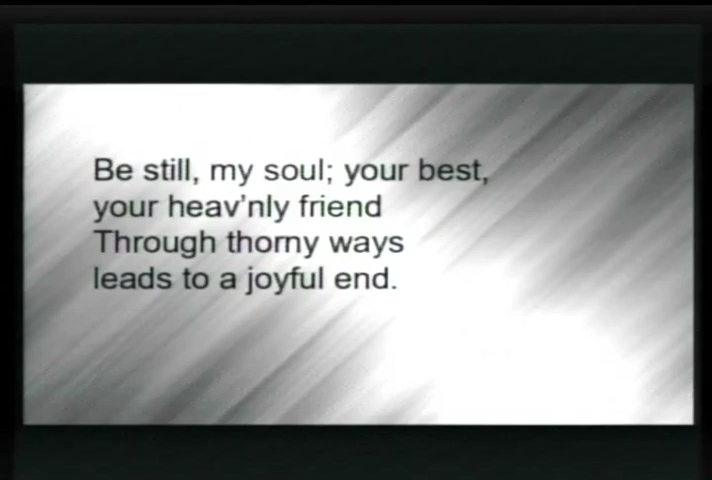 Be still, my soul; your best,
your heav'nly friend
Through thorny ways
leads to a joyful end.